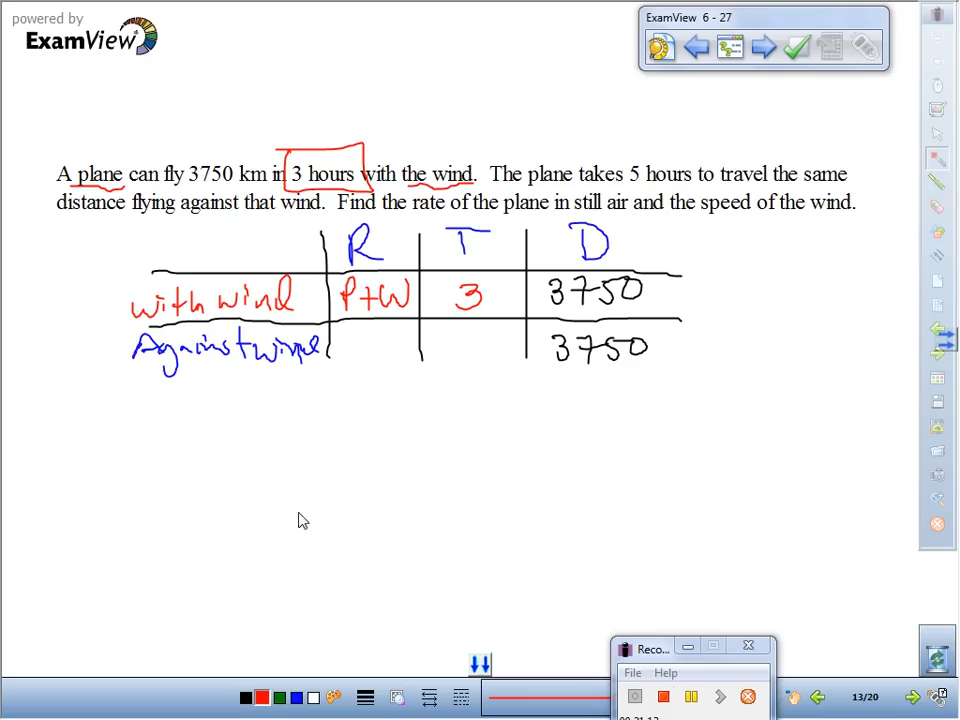 powered by
ExamView
ExamView 6 - 27
A plane can fly 3750 km in 3 hours with the wind. The plane takes 5 hours to travel the same
distance flying against that wind. Find the rate of the plane in still air and the speed of the wind.
R T D
with wind P+W 3 3750
Against wind 3750
Reco...
File Help
13/20